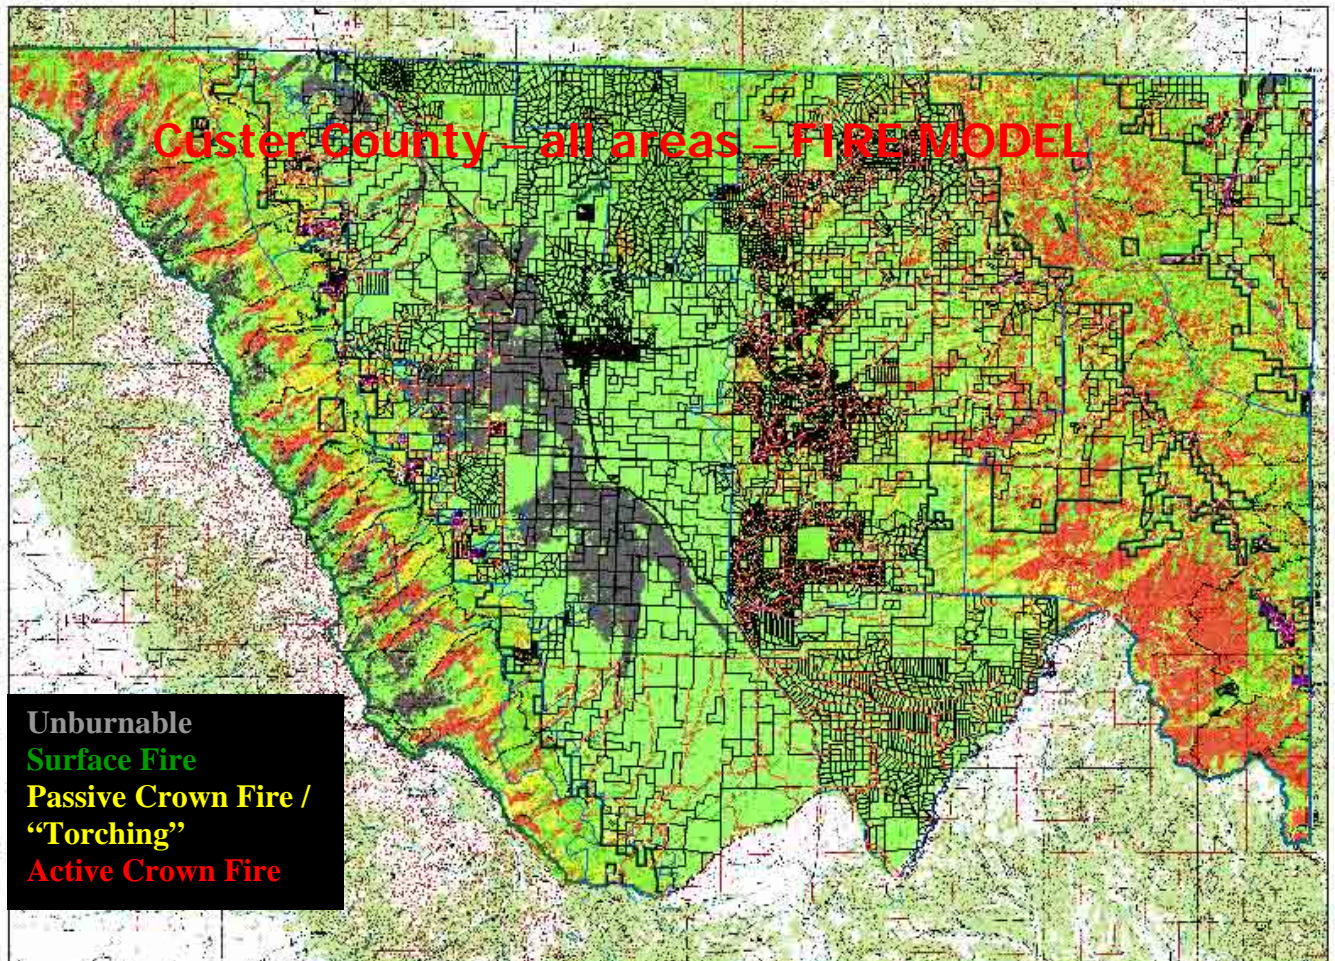 Custer County – all areas – FIRE MODEL
Unburnable
Surface Fire
Passive Crown Fire /
“Torching”
Active Crown Fire